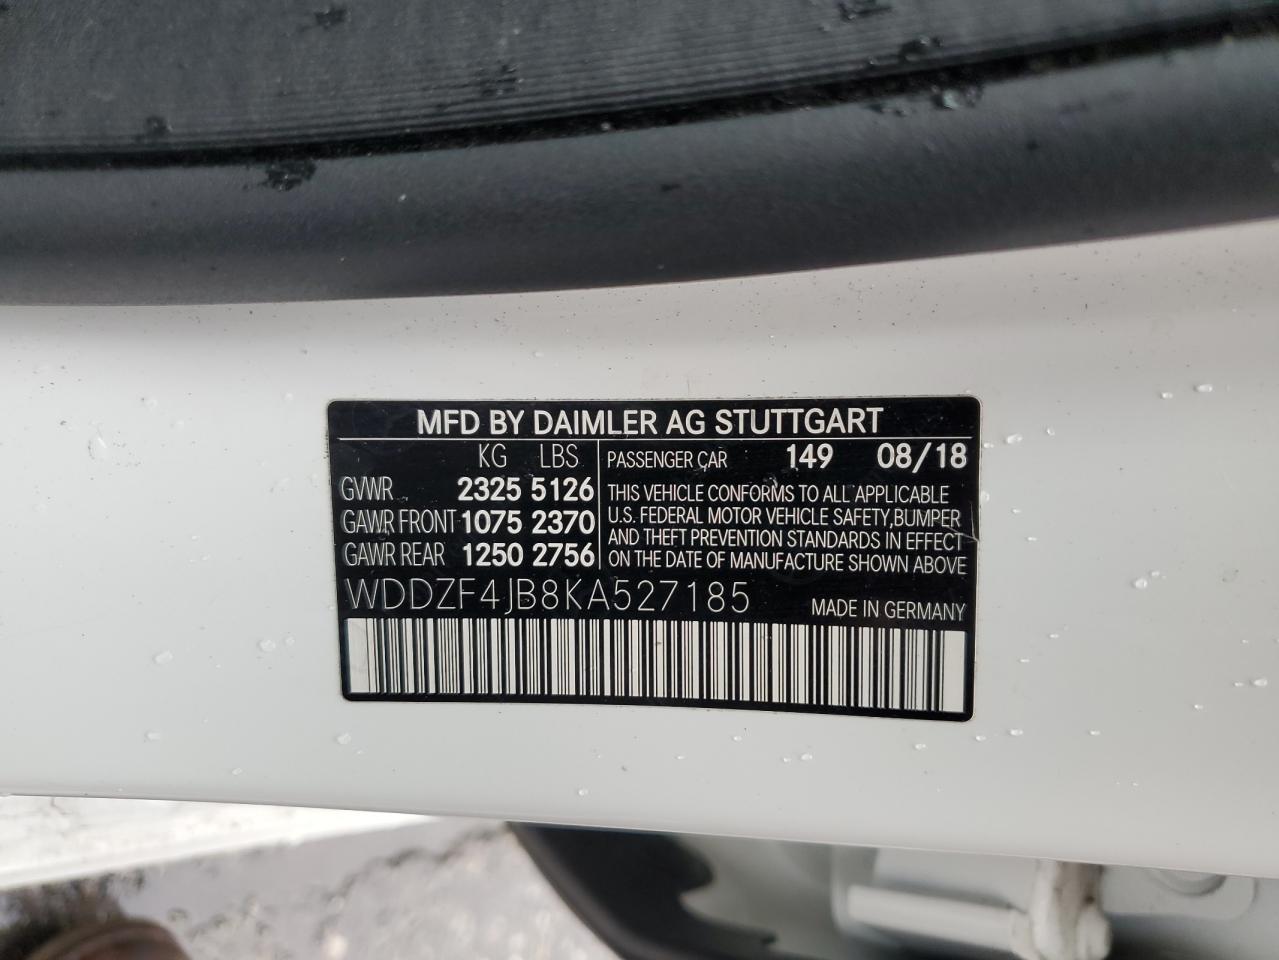 MFD BY DAIMLER AG STUTTGART
KG LBS
GVWR 2325 5126
GAWR FRONT 1075 2370
GAWR REAR 1250 2756
PASSENGER CAR 149 08/18
THIS VEHICLE CONFORMS TO ALL APPLICABLE
U.S. FEDERAL MOTOR VEHICLE SAFETY,BUMPER
AND THEFT PREVENTION STANDARDS IN EFFECT
ON THE DATE OF MANUFACTURE SHOWN ABOVE
WDDZF4JB8KA527185 MADE IN GERMANY